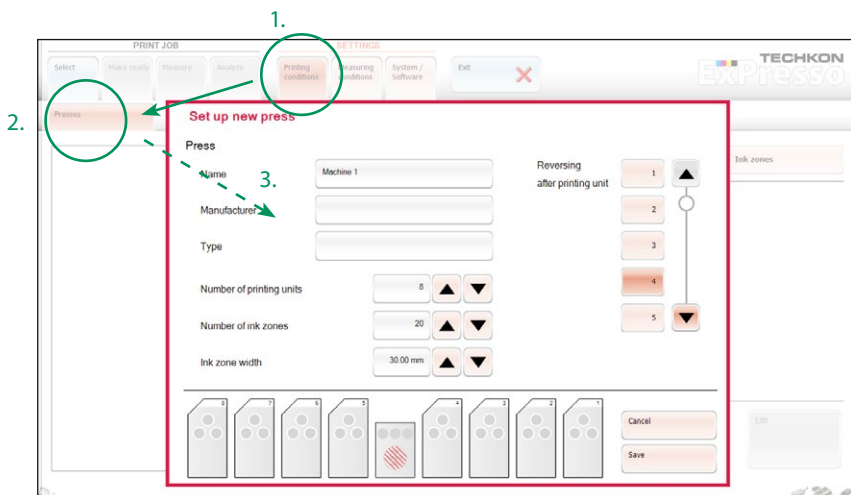 1.
PRINT JOB
SETTINGS
Select
Make ready
Measure
Analyze
Printing
conditions
Measuring
conditions
System /
Software
Exit
TECHKON
ExPresso
2.
Presses
Ink zones
Set up new press
Press
3.
Name
Machine 1
Manufacturer
Type
Number of printing units
8
Number of ink zones
20
Ink zone width
30.00 mm
Reversing
after printing unit
1
2
3
4
5
8
7
6
5
4
3
2
1
Cancel
Save
Edit